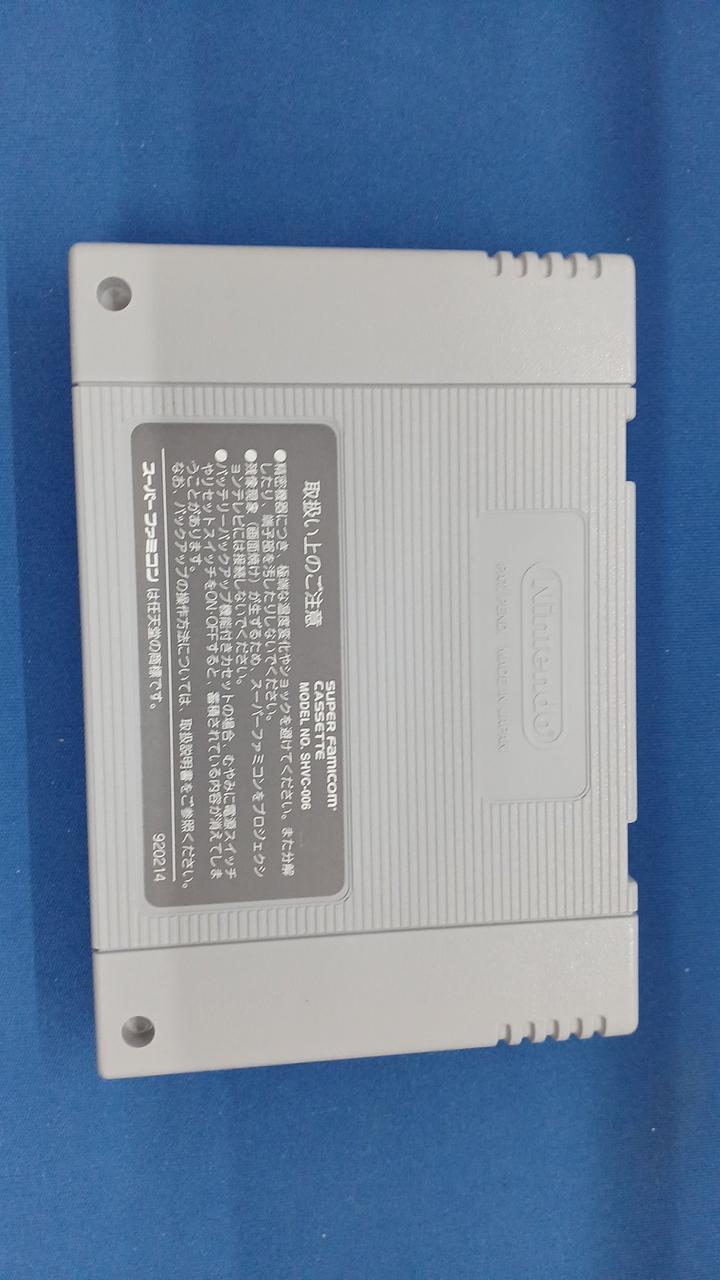 Nintendo®
PAT. PEND. MADE IN JAPAN
取扱い上のご注意
SUPER FAMICOM®
CASSETTE
MODEL NO. SHVC-006
●精密機器につき、極端な温度変化やショックを避けてください。また分解
したり、端子部を汚したりしないでください。
●残像現象(画面焼け)が生ずるため、スーパーファミコンをプロジェクシ
ョンテレビには接続しないでください。
●バッテリーバックアップ機能付きカセットの場合、むやみに電源スイッチ
やリセットスイッチをON・OFFすると、蓄積されている内容が消えてしま
うことがあります。
なお、バックアップの操作方法については、取扱説明書をご参照ください。
スーパーファミコンは任天堂の商標です。
920214